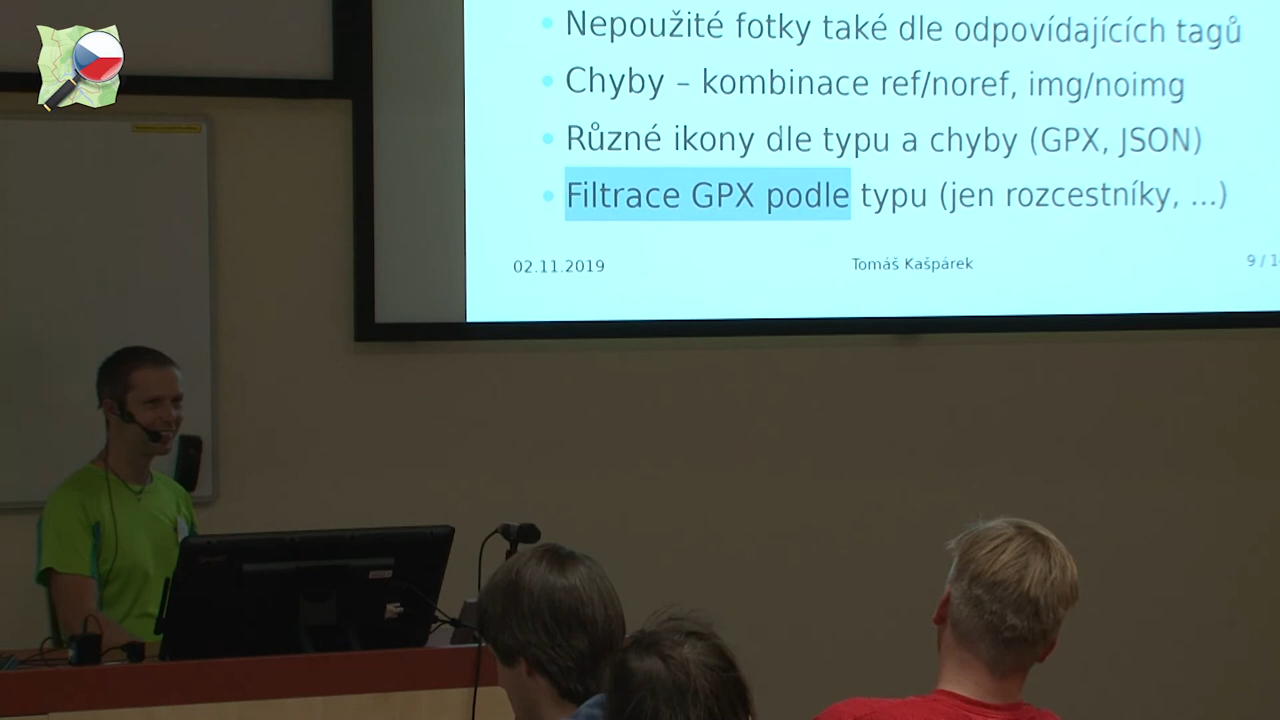 Nepoužité fotky také dle odpovídajících tagů
Chyby – kombinace ref/noref, img/noimg
Různé ikony dle typu a chyby (GPX, JSON)
Filtrace GPX podle typu (jen rozcestníky, ...)
02.11.2019 Tomáš Kašpárek 9 / 1